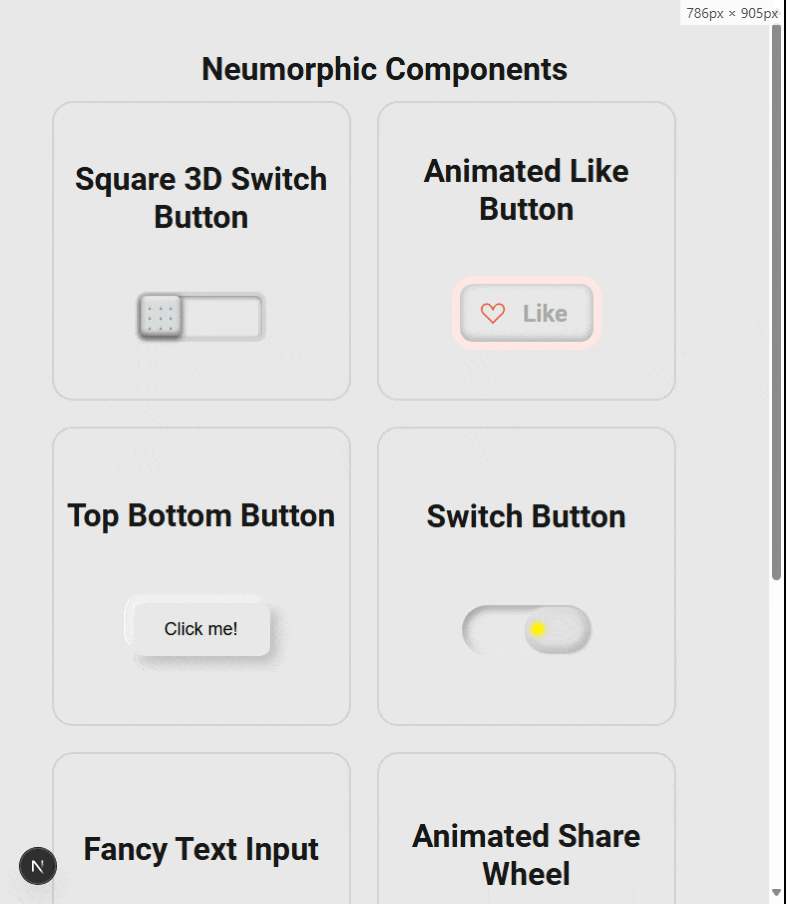 786px × 905px
Neumorphic Components
Square 3D Switch
Button
Animated Like
Button
Like
Top Bottom Button
Click me!
Switch Button
Fancy Text Input
Animated Share
Wheel
N